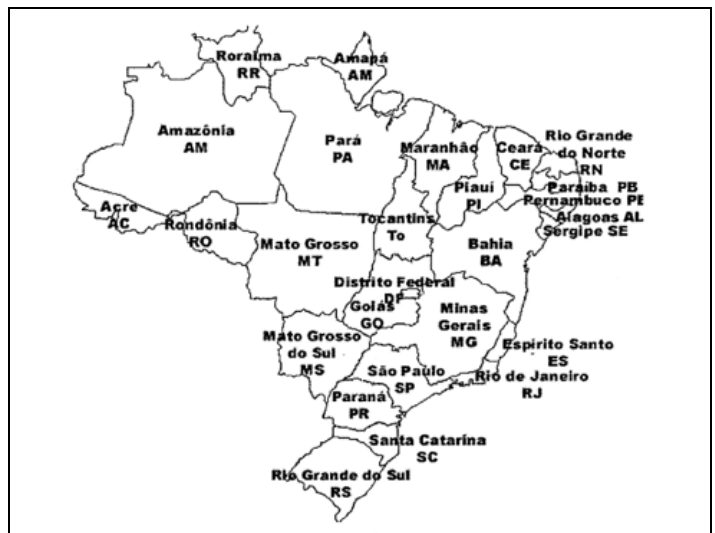 Roraima
RR
Amapá
AM
Amazônia
AM
Pará
PA
Maranhão
MA
Ceará
CE
Rio Grande
do Norte
RN
Piauí
PI
Paraíba PB
Pernambuco PE
Alagoas AL
Sergipe SE
Acre
AC
Rondônia
RO
Tocantins
To
Mato Grosso
MT
Bahia
BA
Distrito Federal
DF
Goiás
GO
Minas
Gerais
MG
Mato Grosso
do Sul
MS
Espírito Santo
ES
São Paulo
SP
Rio de Janeiro
RJ
Paraná
PR
Santa Catarina
SC
Rio Grande do Sul
RS